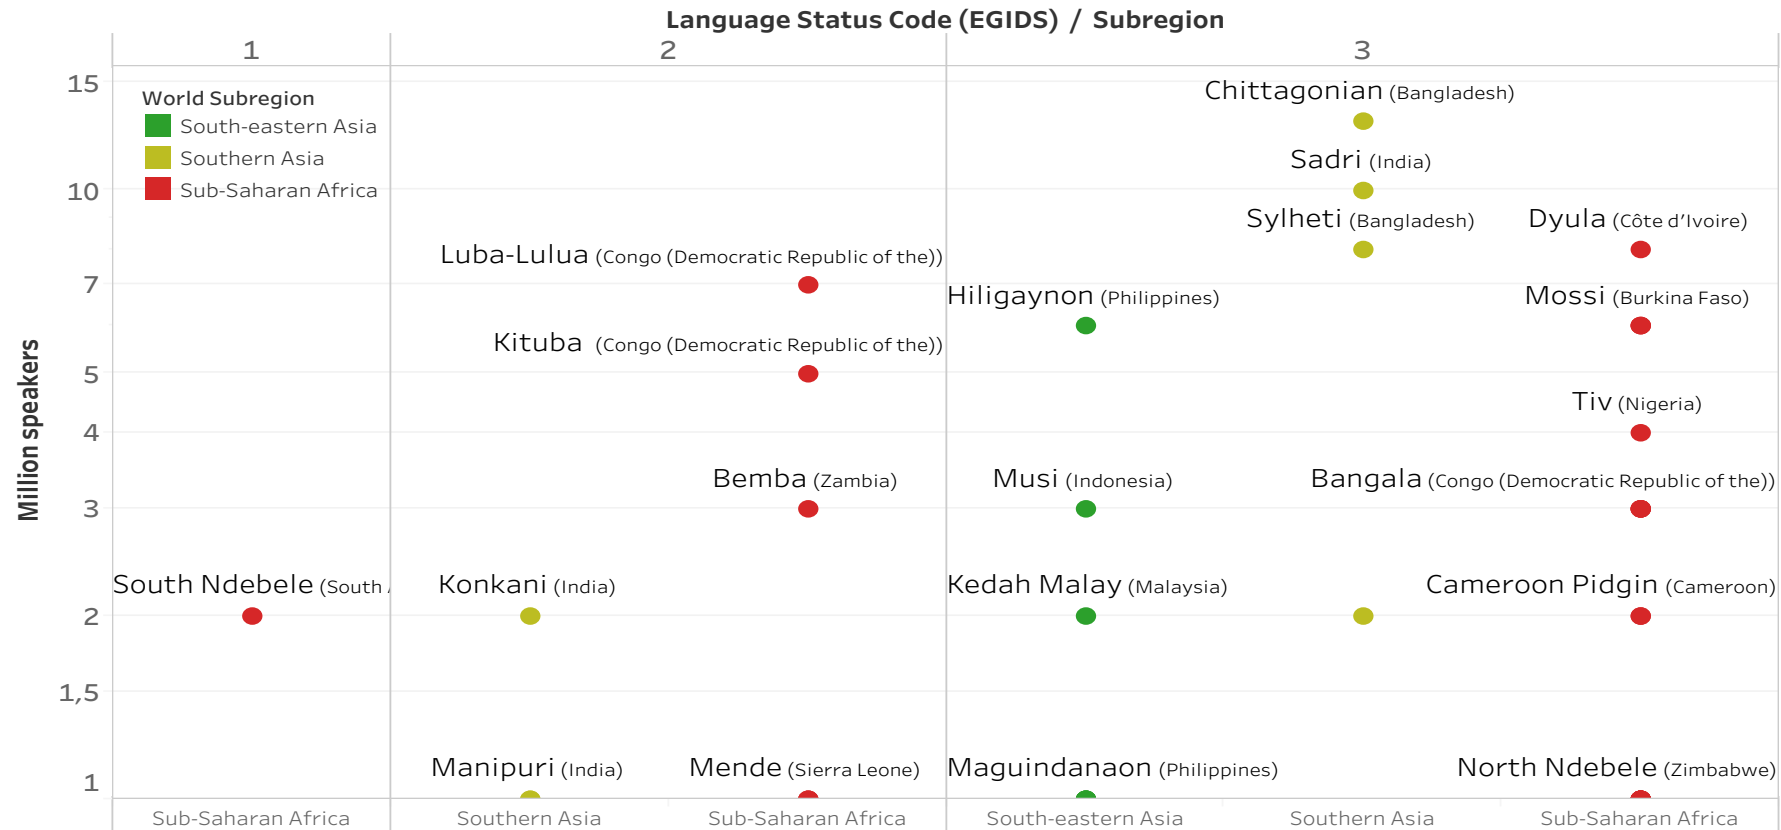 Language Status Code (EGIDS) / Subregion
1 2 3
15
World Subregion
South-eastern Asia
Southern Asia
Sub-Saharan Africa
Chittagonian (Bangladesh)
Sadri (India)
10
Sylheti (Bangladesh) Dyula (Côte d'Ivoire)
Luba-Lulua (Congo (Democratic Republic of the))
7
Hiligaynon (Philippines) Mossi (Burkina Faso)
Kituba (Congo (Democratic Republic of the))
5
Tiv (Nigeria)
4
Bemba (Zambia) Musi (Indonesia) Bangala (Congo (Democratic Republic of the))
3
South Ndebele (South Konkani (India) Kedah Malay (Malaysia) Cameroon Pidgin (Cameroon)
2
1,5
Manipuri (India) Mende (Sierra Leone) Maguindanaon (Philippines) North Ndebele (Zimbabwe)
1
Million speakers
Sub-Saharan Africa Southern Asia Sub-Saharan Africa South-eastern Asia Southern Asia Sub-Saharan Africa